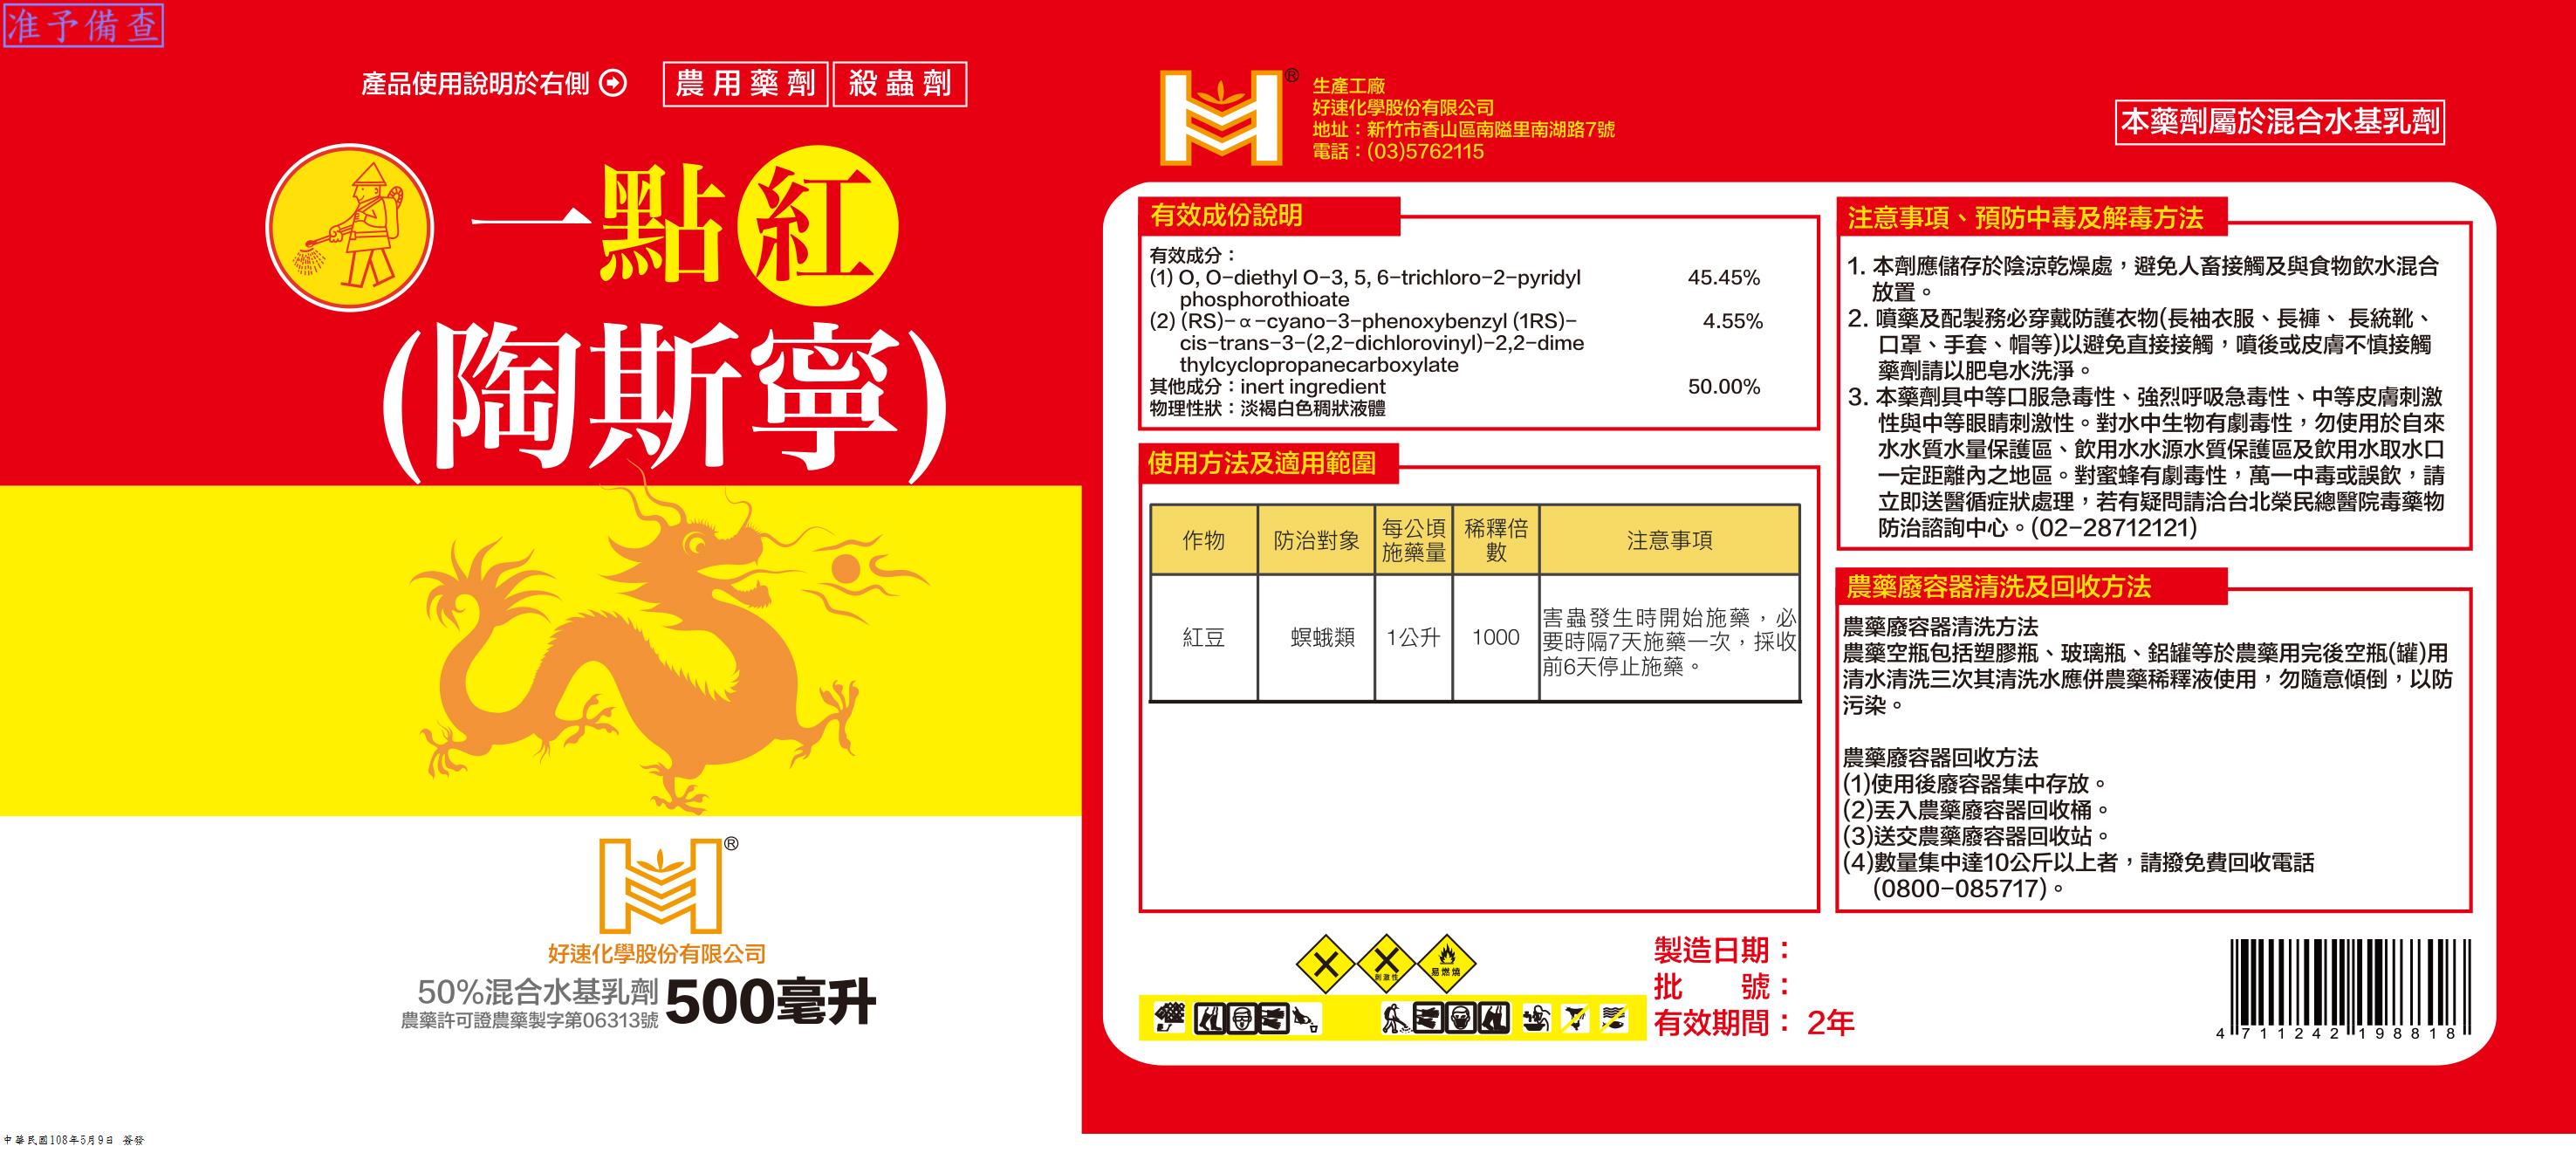 准予備查
產品使用說明於右側
農用藥劑 殺蟲劑
一點紅
(陶斯寧)
®
好速化學股份有限公司
50%混合水基乳劑
農藥許可證農藥製字第06313號
500毫升
中華民國108年5月9日 簽發
®
生產工廠
好速化學股份有限公司
地址：新竹市香山區南隘里南湖路7號
電話：(03)5762115
本藥劑屬於混合水基乳劑
有效成份說明
有效成分：
(1) O, O-diethyl O-3, 5, 6-trichloro-2-pyridyl 45.45%
phosphorothioate
(2) (RS)-α-cyano-3-phenoxybenzyl (1RS)- 4.55%
cis-trans-3-(2,2-dichlorovinyl)-2,2-dime
thylcyclopropanecarboxylate
其他成分：inert ingredient 50.00%
物理性狀：淡褐白色稠狀液體
使用方法及適用範圍
作物 防治對象 每公頃施藥量 稀釋倍數 注意事項
紅豆 螟蛾類 1公升 1000
害蟲發生時開始施藥，必
要時隔7天施藥一次，採收
前6天停止施藥。
注意事項、預防中毒及解毒方法
1. 本劑應儲存於陰涼乾燥處，避免人畜接觸及與食物飲水混合
放置。
2. 噴藥及配製務必穿戴防護衣物(長袖衣服、長褲、 長統靴、
口罩、手套、帽等)以避免直接接觸，噴後或皮膚不慎接觸
藥劑請以肥皂水洗淨。
3. 本藥劑具中等口服急毒性、強烈呼吸急毒性、中等皮膚刺激
性與中等眼睛刺激性。對水中生物有劇毒性，勿使用於自來
水水質水量保護區、飲用水水源水質保護區及飲用水取水口
一定距離內之地區。對蜜蜂有劇毒性，萬一中毒或誤飲，請
立即送醫循症狀處理，若有疑問請洽台北榮民總醫院毒藥物
防治諮詢中心。(02-28712121)
農藥廢容器清洗及回收方法
農藥廢容器清洗方法
農藥空瓶包括塑膠瓶、玻璃瓶、鋁罐等於農藥用完後空瓶(罐)用
清水清洗三次其清洗水應併農藥稀釋液使用，勿隨意傾倒，以防
污染。
農藥廢容器回收方法
(1)使用後廢容器集中存放。
(2)丟入農藥廢容器回收桶。
(3)送交農藥廢容器回收站。
(4)數量集中達10公斤以上者，請撥免費回收電話
(0800-085717)。
刺激性
易燃燒
製造日期：
批 號：
有效期間：2年
4 711242 198818